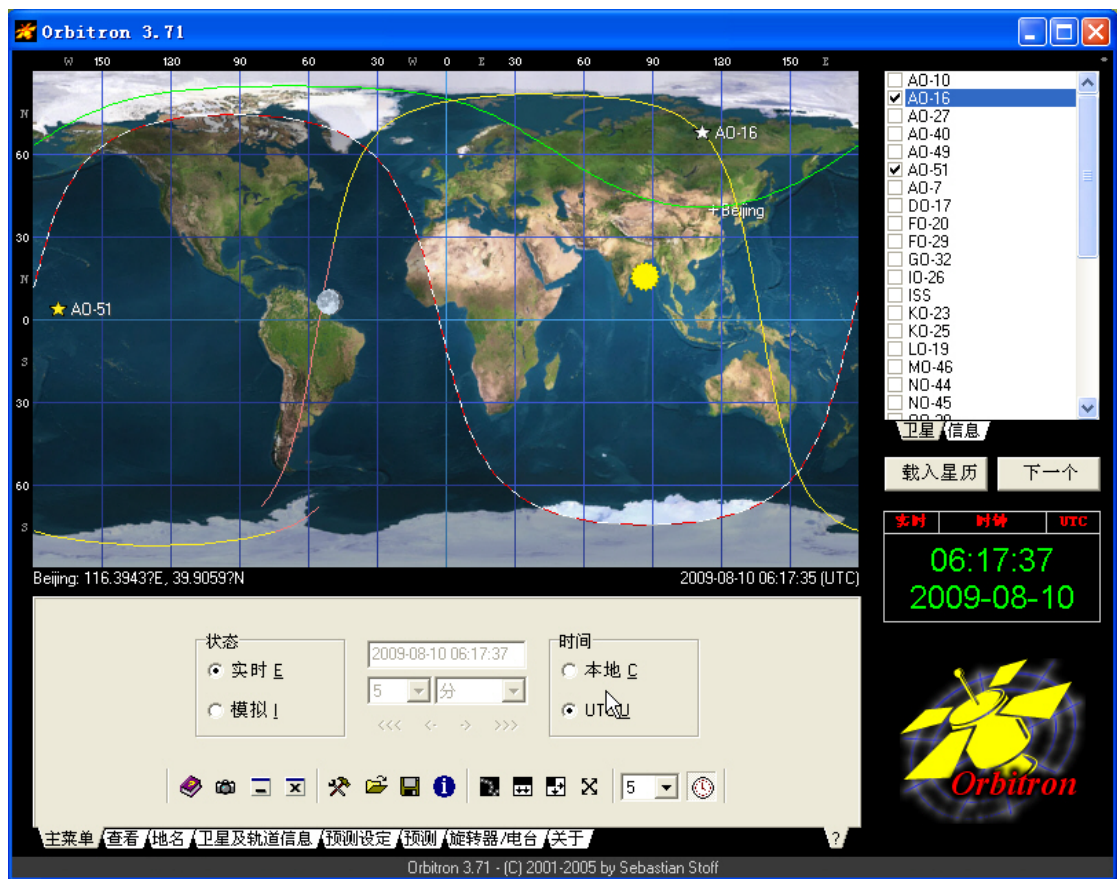 Orbitron 3.71
W 150 120 90 60 30 W 0 E 30 60 90 120 150 E
N
60
30
N
0
S
30
60
S
AO-16
+Beijing
AO-51
Beijing: 116.3943?E, 39.9059?N
2009-08-10 06:17:35 (UTC)
AO-10
AO-16
AO-27
AO-40
AO-49
AO-51
AO-7
DO-17
FO-20
FO-29
GO-32
IO-26
ISS
KO-23
KO-25
LO-19
MO-46
NO-44
NO-45
卫星 信息
载入星历 下一个
实时 时钟 UTC
06:17:37
2009-08-10
状态
实时 E
模拟 I
2009-08-10 06:17:37
5 分
<<< <- -> >>>
时间
本地 C
UTC U
5
Orbitron
主菜单 查看 地名 卫星及轨道信息 预测设定 预测 旋转器/电台 关于 ?
Orbitron 3.71 - (C) 2001-2005 by Sebastian Stoff